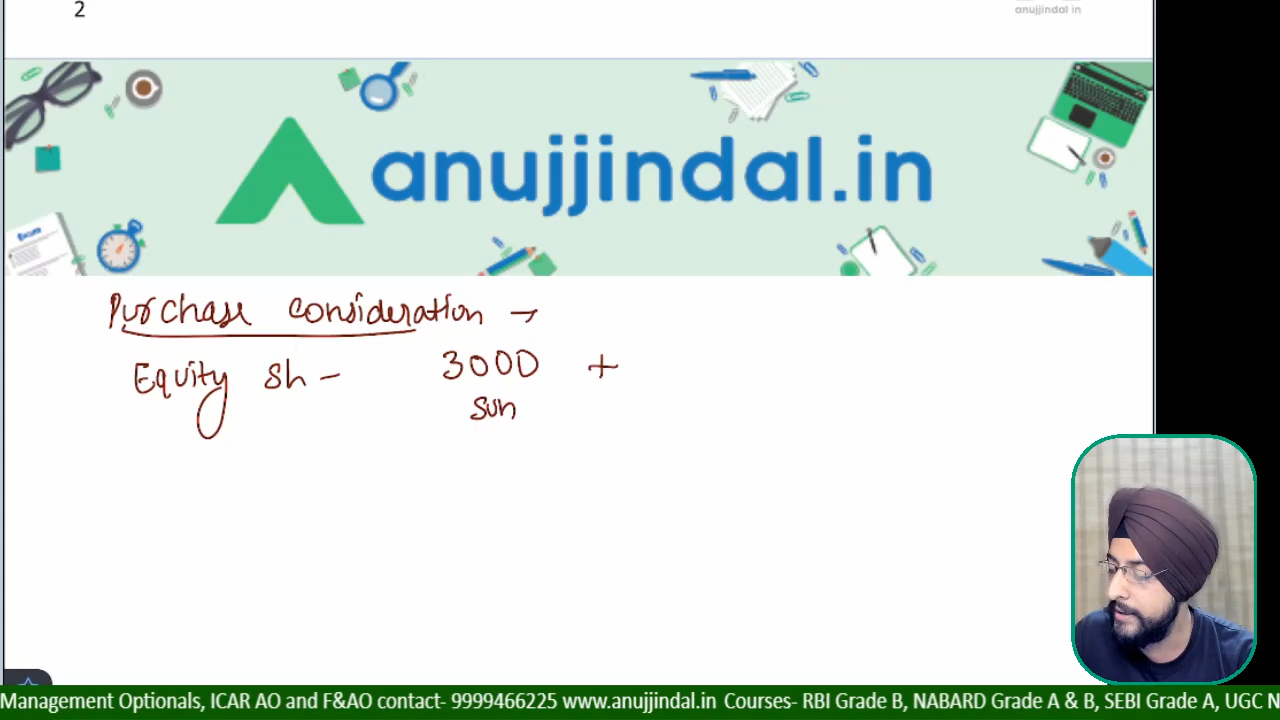 2
anujjindal in
anujjindal.in
Purchase consideration →
Equity Sh – 3000 +
Sun
Management Optionals, ICAR AO and F&AO contact- 9999466225 www.anujjindal.in Courses- RBI Grade B, NABARD Grade A & B, SEBI Grade A, UGC N